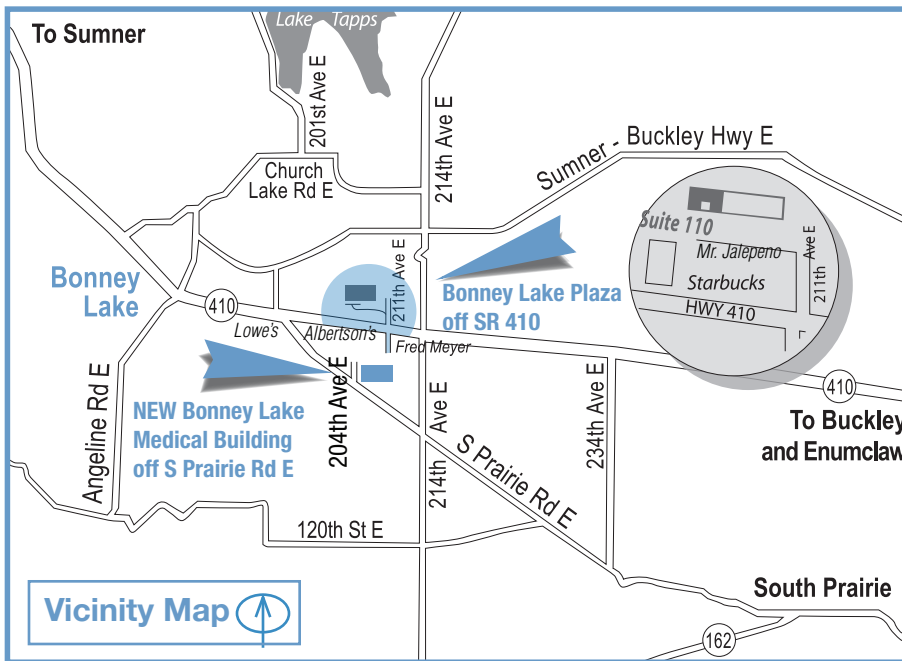 To Sumner
Lake Tapps
201st Ave E
214th Ave E
Sumner - Buckley Hwy E
Church
Lake Rd E
Suite 110
Mr. Jalepeno
Starbucks
HWY 410
211th Ave E
Bonney
Lake
410
211th Ave E
Bonney Lake Plaza
off SR 410
Lowe's
Albertson's
Fred Meyer
410
To Buckley
and Enumclaw
Angeline Rd E
NEW Bonney Lake
Medical Building
off S Prairie Rd E
204th Ave E
214th Ave E
S Prairie Rd E
234th Ave E
120th St E
South Prairie
Vicinity Map
162